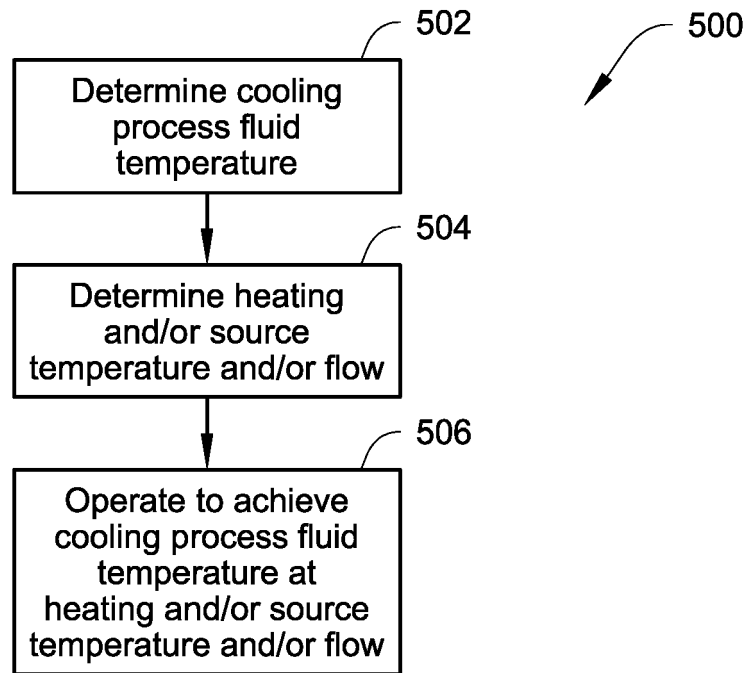 502
500
Determine cooling
process fluid
temperature
504
Determine heating
and/or source
temperature and/or flow
506
Operate to achieve
cooling process fluid
temperature at
heating and/or source
temperature and/or flow